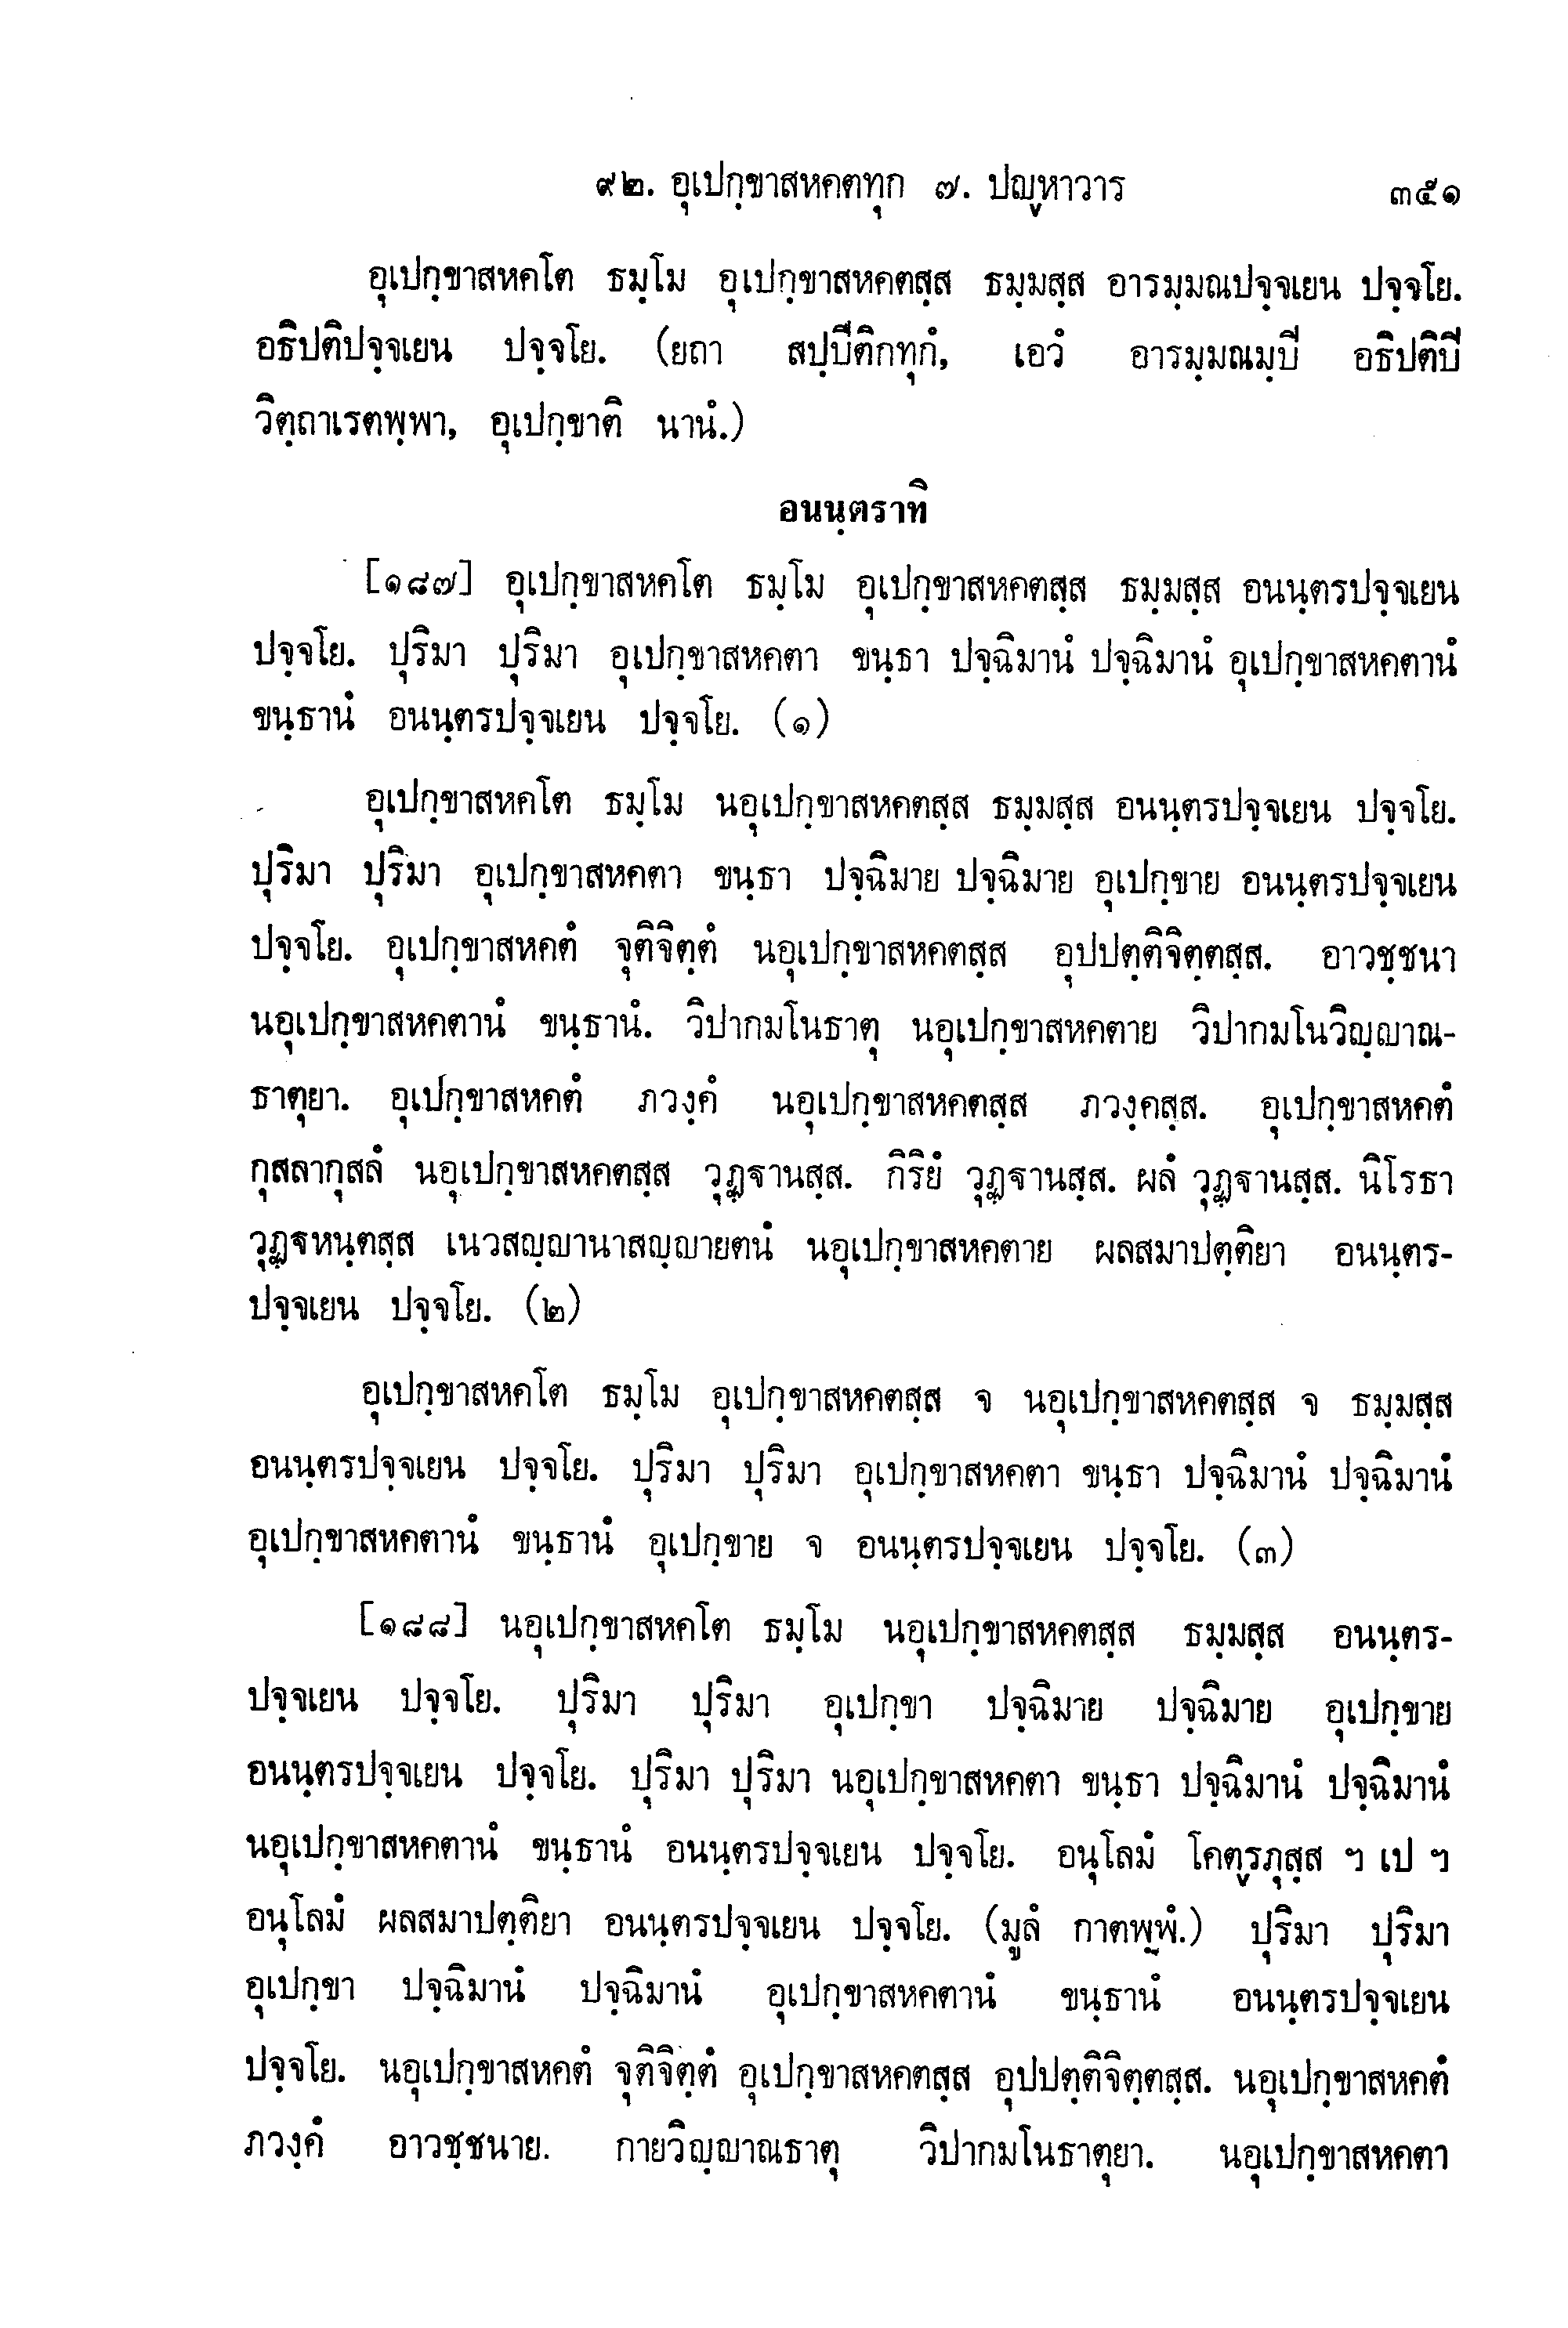 ๙๒. อุเปกฺขาสหคตทุก ๗. ปญฺหาวาร ๓๕๑
อุเปกฺขาสหคโต ธมฺโม อุเปกฺขาสหคตสฺส ธมฺมสฺส อารมฺมณปจฺจเยน ปจฺจโย.
อธิปติปจฺจเยน ปจฺจโย. (ยถา สปฺปีติกทุกํ, เอวํ อารมฺมณมฺปี อธิปติปี
วิตฺถาเรตพฺพา, อุเปกฺขาติ นานํ.)
อนนฺตราทิ
[๑๘๗] อุเปกฺขาสหคโต ธมฺโม อุเปกฺขาสหคตสฺส ธมฺมสฺส อนนฺตรปจฺจเยน
ปจฺจโย. ปุริมา ปุริมา อุเปกฺขาสหคตา ขนฺธา ปจฺฉิมานํ ปจฺฉิมานํ อุเปกฺขาสหคตานํ
ขนฺธานํ อนนฺตรปจฺจเยน ปจฺจโย. (๑)
อุเปกฺขาสหคโต ธมฺโม นอุเปกฺขาสหคตสฺส ธมฺมสฺส อนนฺตรปจฺจเยน ปจฺจโย.
ปุริมา ปุริมา อุเปกฺขาสหคตา ขนฺธา ปจฺฉิมาย ปจฺฉิมาย อุเปกฺขาย อนนฺตรปจฺจเยน
ปจฺจโย. อุเปกฺขาสหคตํ จุติจิตฺตํ นอุเปกฺขาสหคตสฺส อุปปตฺติจิตฺตสฺส. อาวชฺชนา
นอุเปกฺขาสหคตานํ ขนฺธานํ. วิปากมโนธาตุ นอุเปกฺขาสหคตาย วิปากมโนวิญฺญาณ-
ธาตุยา. อุเปกฺขาสหคตํ ภวงฺคํ นอุเปกฺขาสหคตสฺส ภวงฺคสฺส. อุเปกฺขาสหคตํ
กุสลากุสลํ นอุเปกฺขาสหคตสฺส วุฏฺฐานสฺส. กิริยํ วุฏฺฐานสฺส. ผลํ วุฏฺฐานสฺส. นิโรธา
วุฏฺฐหนฺตสฺส เนวสญฺญานาสญฺญายตนํ นอุเปกฺขาสหคตาย ผลสมาปตฺติยา อนนฺตร-
ปจฺจเยน ปจฺจโย. (๒)
อุเปกฺขาสหคโต ธมฺโม อุเปกฺขาสหคตสฺส จ นอุเปกฺขาสหคตสฺส จ ธมฺมสฺส
อนนฺตรปจฺจเยน ปจฺจโย. ปุริมา ปุริมา อุเปกฺขาสหคตา ขนฺธา ปจฺฉิมานํ ปจฺฉิมานํ
อุเปกฺขาสหคตานํ ขนฺธานํ อุเปกฺขาย จ อนนฺตรปจฺจเยน ปจฺจโย. (๓)
[๑๘๘] นอุเปกฺขาสหคโต ธมฺโม นอุเปกฺขาสหคตสฺส ธมฺมสฺส อนนฺตร-
ปจฺจเยน ปจฺจโย. ปุริมา ปุริมา อุเปกฺขา ปจฺฉิมาย ปจฺฉิมาย อุเปกฺขาย
อนนฺตรปจฺจเยน ปจฺจโย. ปุริมา ปุริมา นอุเปกฺขาสหคตา ขนฺธา ปจฺฉิมานํ ปจฺฉิมานํ
นอุเปกฺขาสหคตานํ ขนฺธานํ อนนฺตรปจฺจเยน ปจฺจโย. อนุโลมํ โคตฺรภุสฺส ฯ เป ฯ
อนุโลมํ ผลสมาปตฺติยา อนนฺตรปจฺจเยน ปจฺจโย. (มูลํ กาตพฺพํ.) ปุริมา ปุริมา
อุเปกฺขา ปจฺฉิมานํ ปจฺฉิมานํ อุเปกฺขาสหคตานํ ขนฺธานํ อนนฺตรปจฺจเยน
ปจฺจโย. นอุเปกฺขาสหคตํ จุติจิตฺตํ อุเปกฺขาสหคตสฺส อุปปตฺติจิตฺตสฺส. นอุเปกฺขาสหคตํ
ภวงฺคํ อาวชฺชนาย. กายวิญฺญาณธาตุ วิปากมโนธาตุยา. นอุเปกฺขาสหคตา